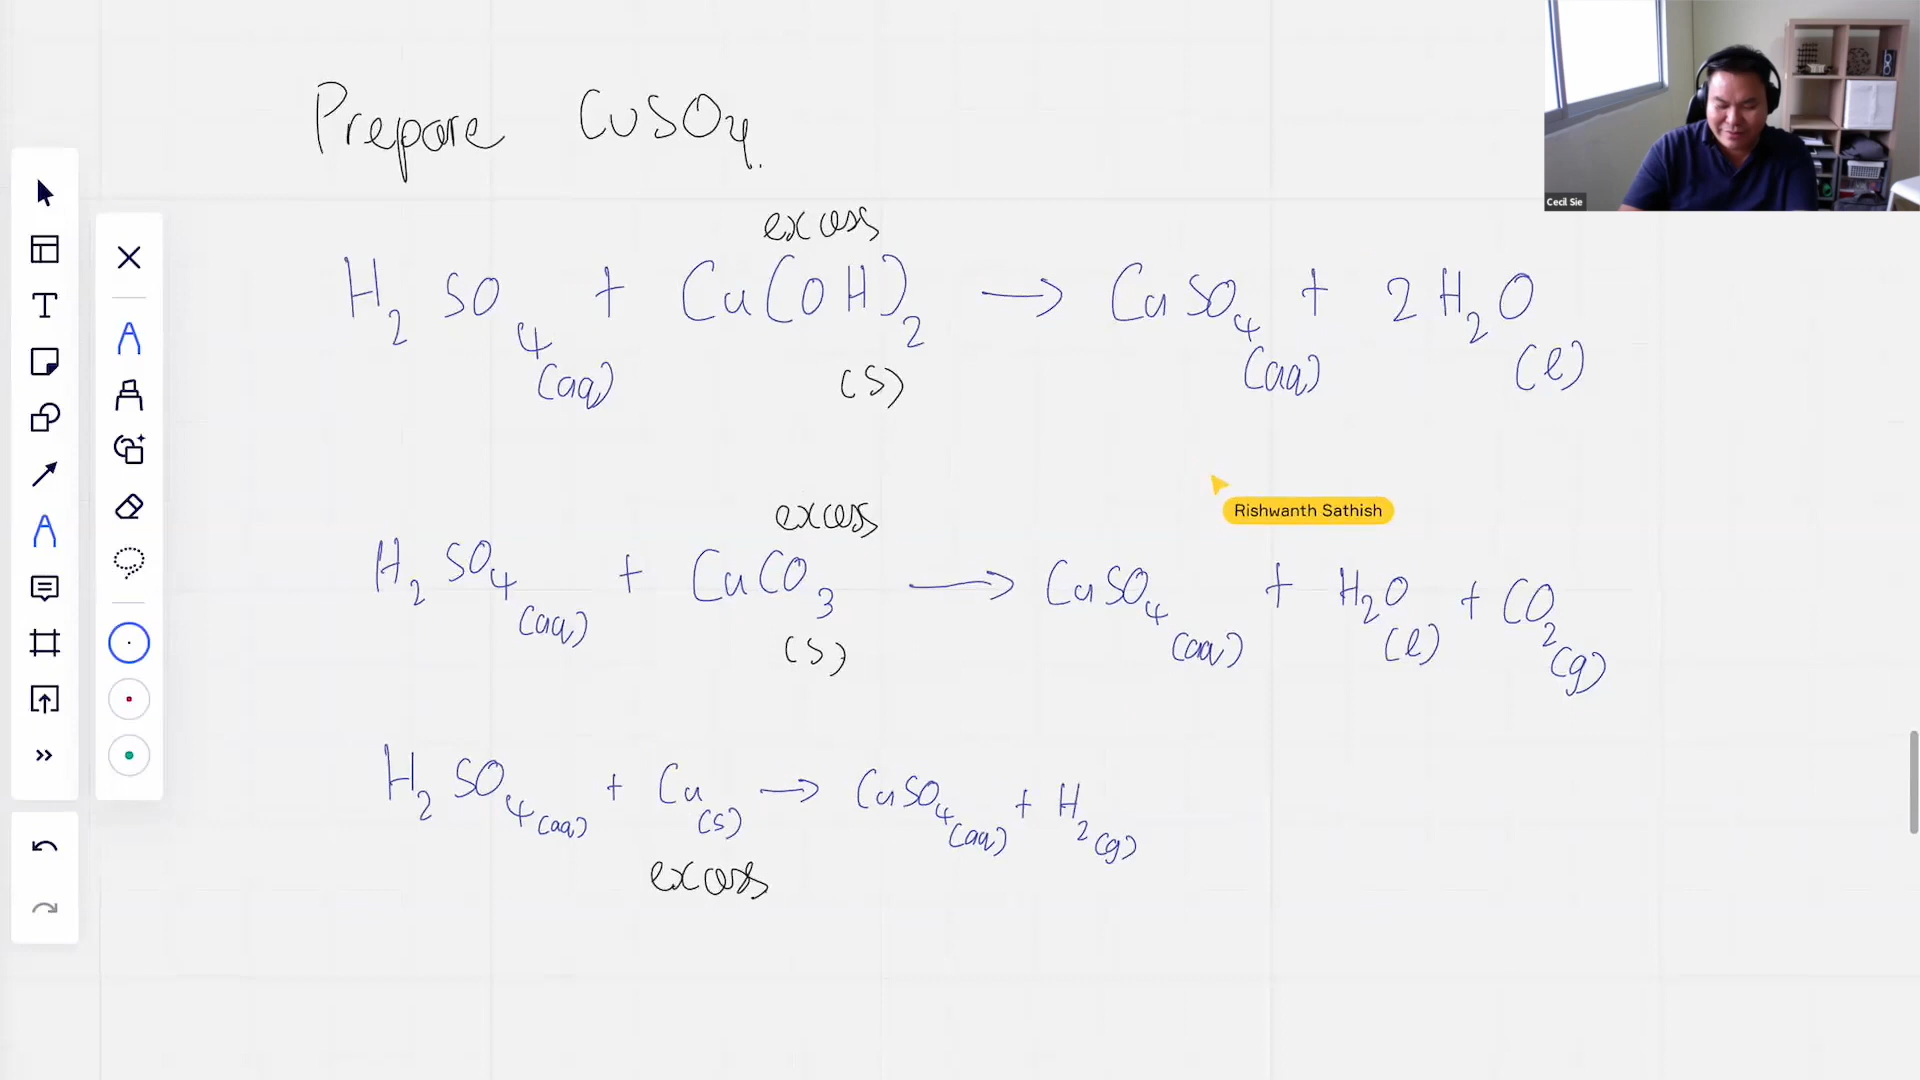 Prepare CuSO4.
excess
H2SO4(aq) + Cu(OH)2(s) → CuSO4(aq) + 2H2O(l)
excess
H2SO4(aq) + CuCO3(s) → CuSO4(aq) + H2O(l) + CO2(g)
H2SO4(aq) + Cu(s) → CuSO4(aq) + H2(g)
excess
Rishwanth Sathish
Cecil Sie